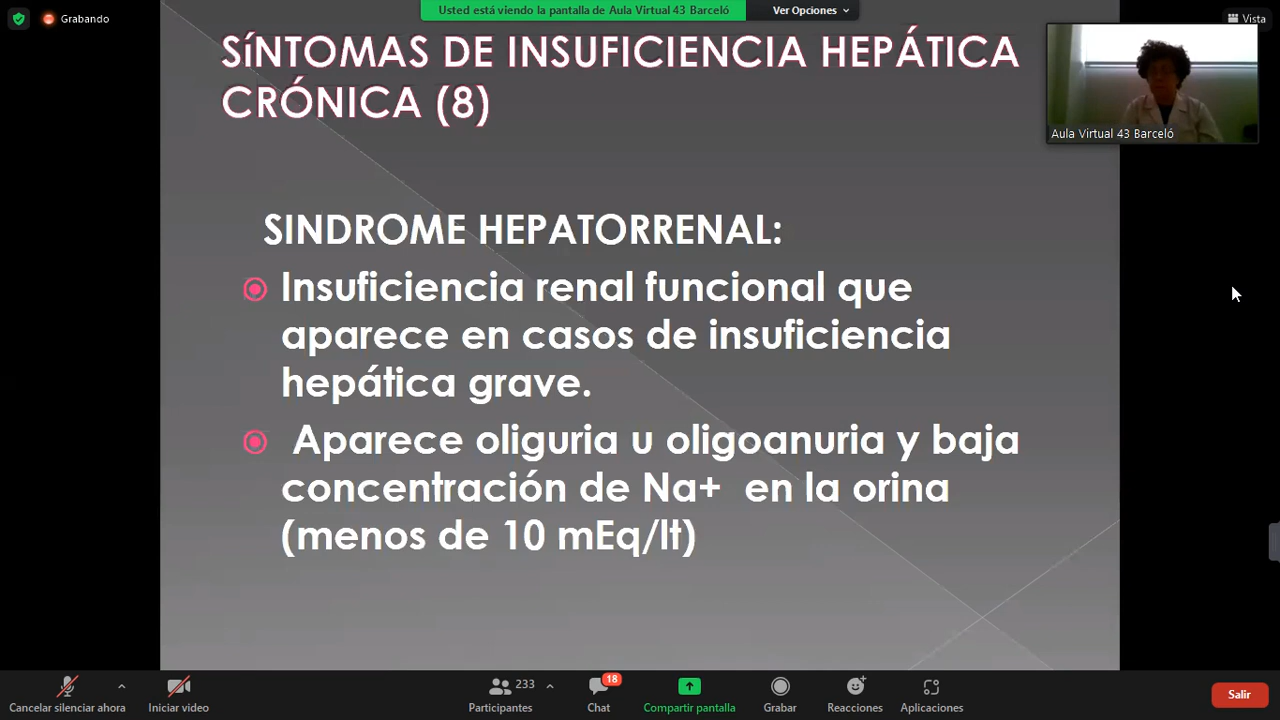 Grabando
Usted está viendo la pantalla de Aula Virtual 43 Barceló
Ver Opciones
Vista
SíNTOMAS DE INSUFICIENCIA HEPÁTICA
CRÓNICA (8)
Aula Virtual 43 Barceló
SINDROME HEPATORRENAL:
Insuficiencia renal funcional que
aparece en casos de insuficiencia
hepática grave.
Aparece oliguria u oligoanuria y baja
concentración de Na+ en la orina
(menos de 10 mEq/lt)
Cancelar silenciar ahora
Iniciar video
233
Participantes
18
Chat
Compartir pantalla
Grabar
Reacciones
Aplicaciones
Salir